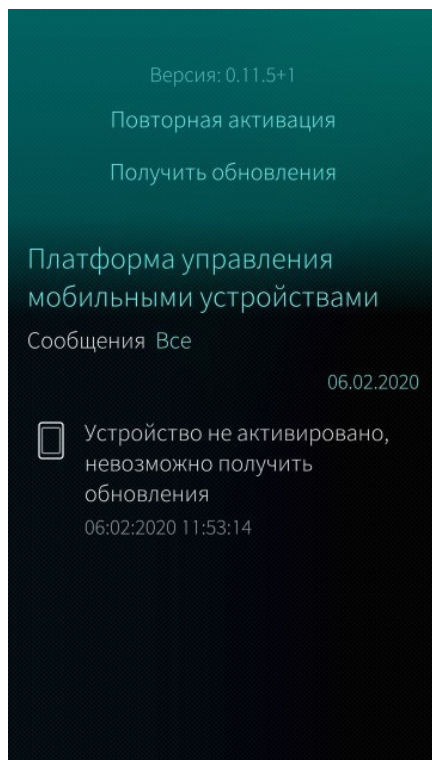 Версия: 0.11.5+1
Повторная активация
Получить обновления
Платформа управления
мобильными устройствами
Сообщения Все
06.02.2020
Устройство не активировано,
невозможно получить
обновления
06:02:2020 11:53:14